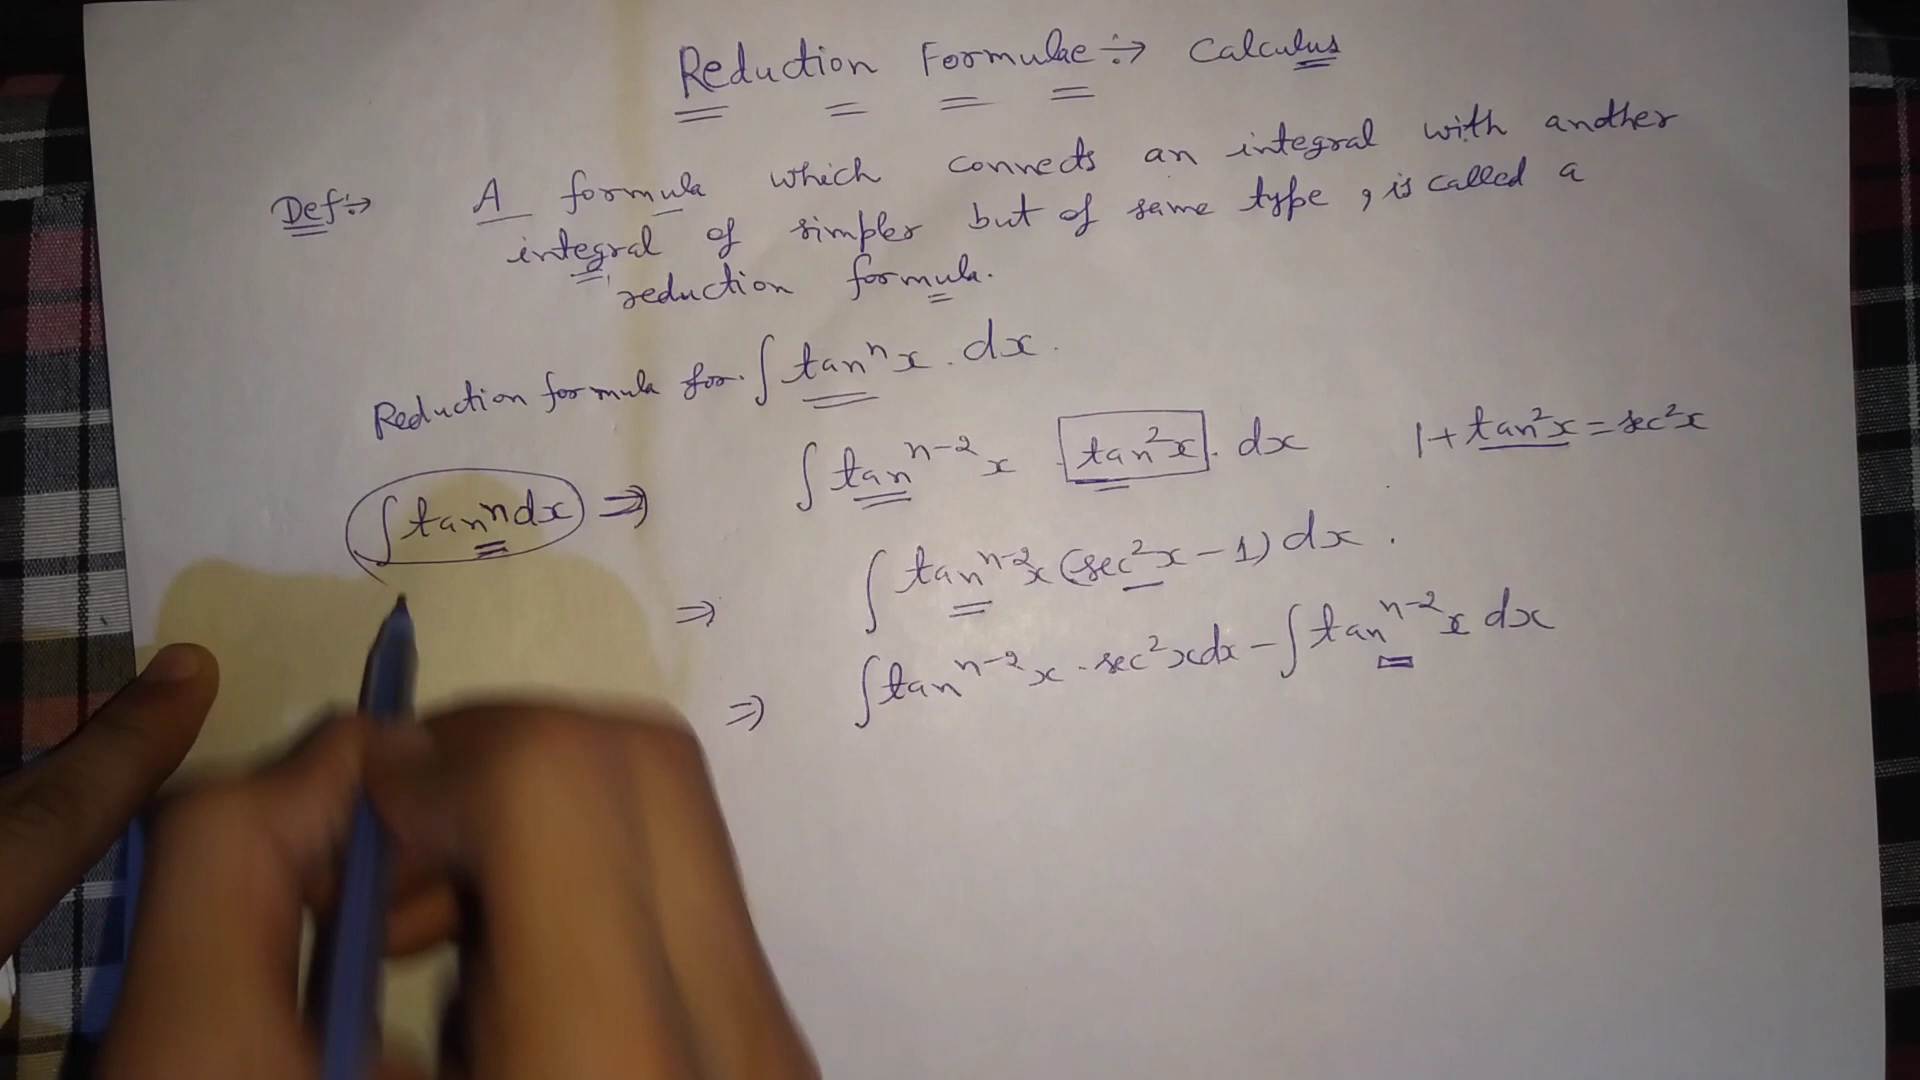 Reduction Formulae :→ Calculus
Def :→ A formula which connects an integral with another
integral of simpler but of same type, is called a
reduction formula.
Reduction formula for. ∫ tanⁿx . dx.
∫ tanⁿ⁻²x . tan²x . dx 1 + tan²x = sec²x
∫ tanⁿ dx ⇒
⇒ ∫ tanⁿ⁻²x (sec²x – 1) dx .
⇒ ∫ tanⁿ⁻²x . sec²x dx – ∫ tanⁿ⁻²x dx